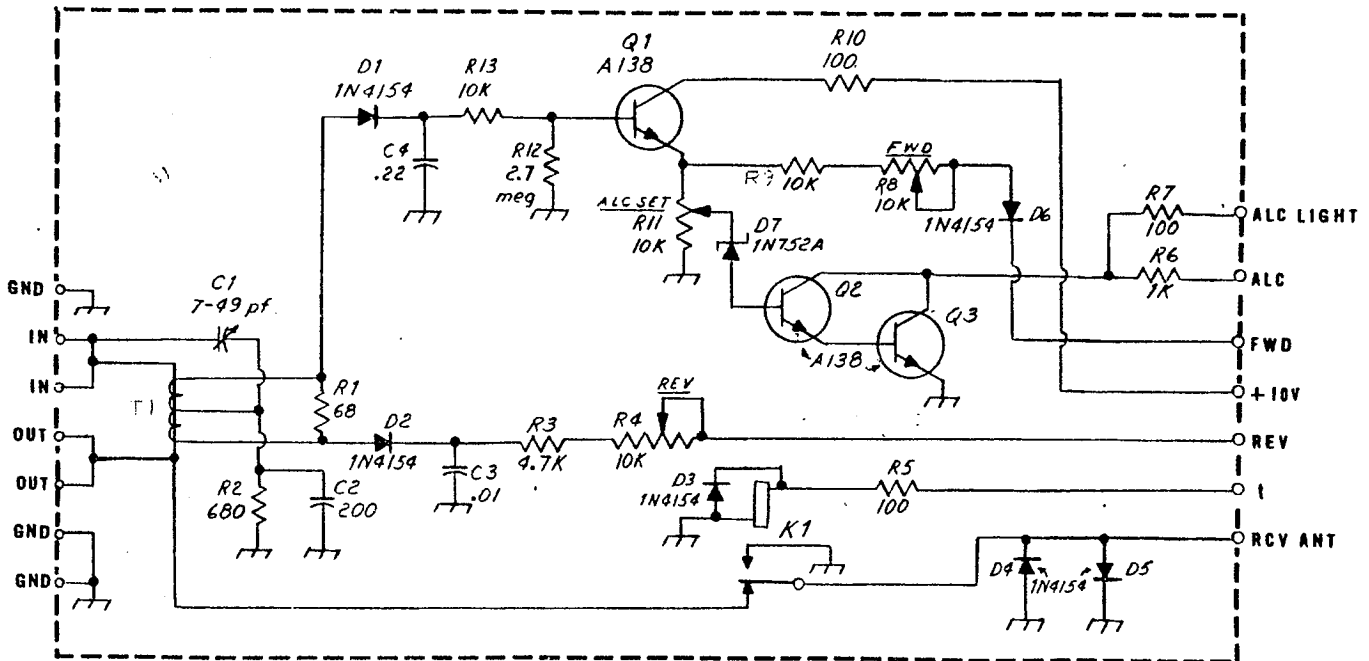 Q1
A138
R10
100
D1
1N4154
R13
10K
C4
.22
R12
2.7
meg
R9
10K
FWD
R8
10K
1N4154
D6
ALC SET
R11
10K
D7
1N752A
R7
100
ALC LIGHT
R6
1K
ALC
Q2
Q3
A138
FWD
+10V
GND
C1
7-49 pf
IN
IN
T1
R1
68
OUT
OUT
D2
1N4154
C3
.01
R3
4.7K
REV
R4
10K
REV
R2
680
C2
200
D3
1N4154
R5
100
t
K1
GND
GND
D4
1N4154
D5
RCV ANT